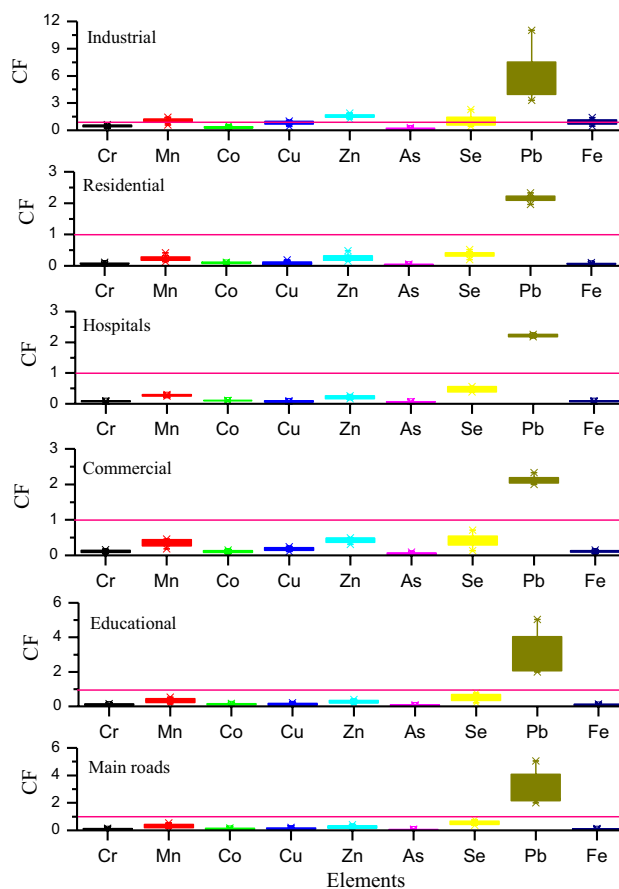 12
Industrial
9
CF
6
3
0
Cr Mn Co Cu Zn As Se Pb Fe
3
Residential
2
CF
1
0
Cr Mn Co Cu Zn As Se Pb Fe
3
Hospitals
2
CF
1
0
Cr Mn Co Cu Zn As Se Pb Fe
3
Commercial
2
CF
1
0
Cr Mn Co Cu Zn As Se Pb Fe
6
Educational
4
CF
2
0
Cr Mn Co Cu Zn As Se Pb Fe
6
Main roads
4
CF
2
0
Cr Mn Co Cu Zn As Se Pb Fe
Elements